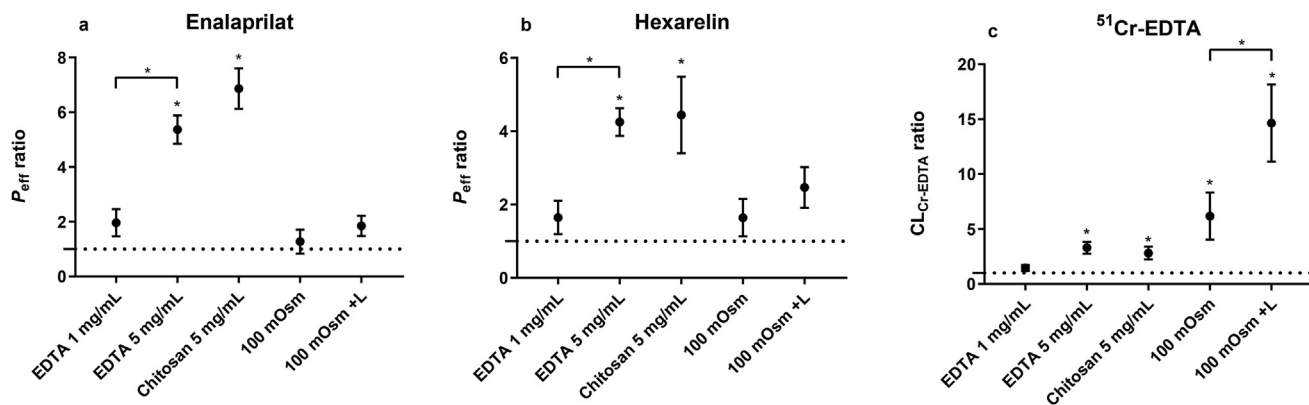 a
Enalaprilat
P_eff ratio
8
6
4
2
0
*
*
*
EDTA 1 mg/mL
EDTA 5 mg/mL
Chitosan 5 mg/mL
100 mOsm
100 mOsm +L
b
Hexarelin
P_eff ratio
6
4
2
0
*
*
*
EDTA 1 mg/mL
EDTA 5 mg/mL
Chitosan 5 mg/mL
100 mOsm
100 mOsm +L
c
⁵¹Cr-EDTA
CL_Cr-EDTA ratio
20
15
10
5
0
*
*
*
*
*
EDTA 1 mg/mL
EDTA 5 mg/mL
Chitosan 5 mg/mL
100 mOsm
100 mOsm +L